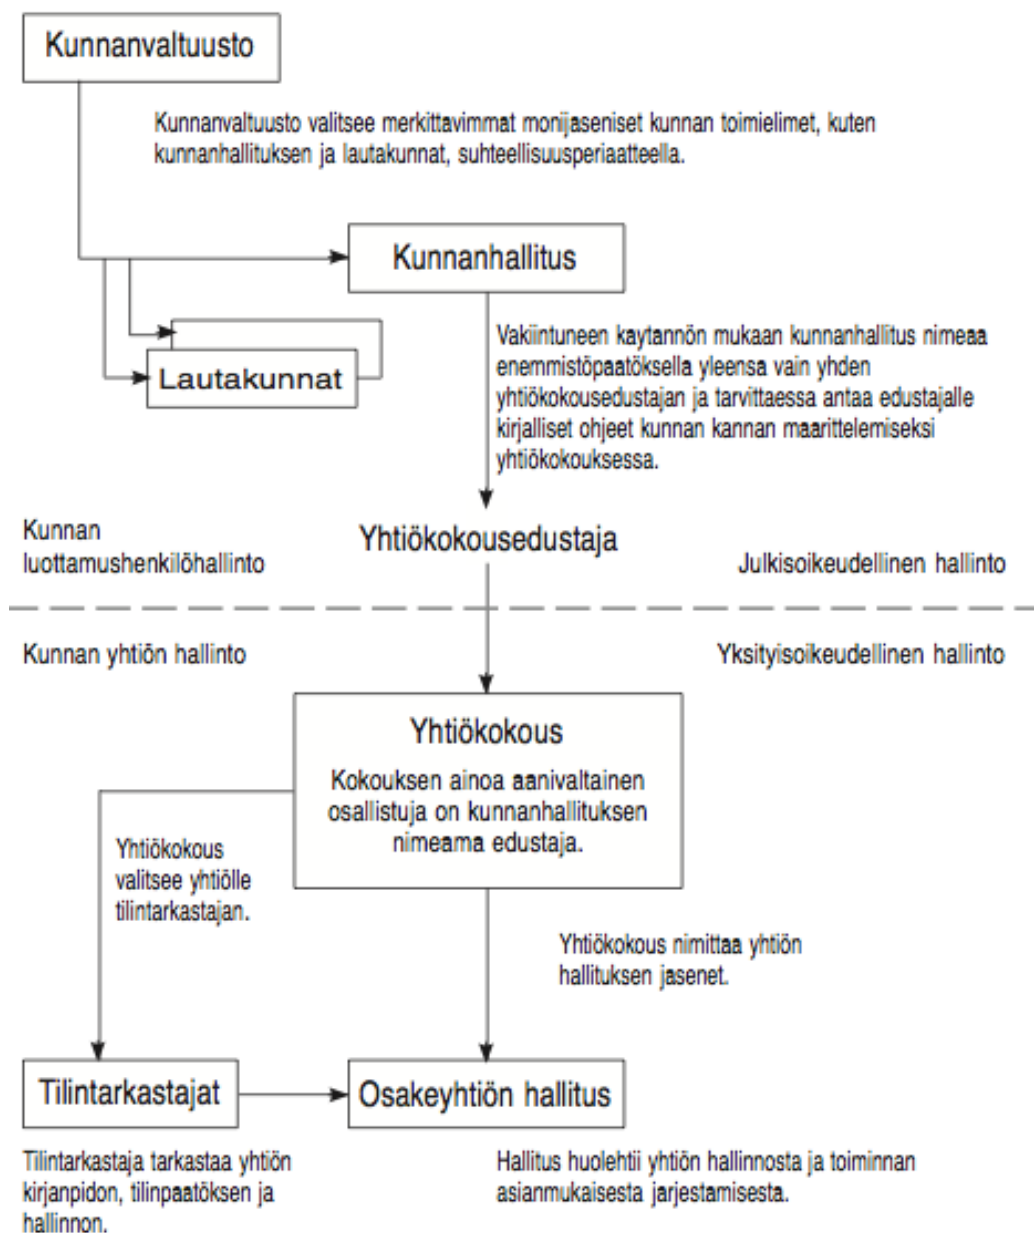 Kunnanvaltuusto
Kunnanvaltuusto valitsee merkittavimmat monijaseniset kunnan toimielimet, kuten
kunnanhallituksen ja lautakunnat, suhteellisuusperiaatteella.
Kunnanhallitus
Lautakunnat
Vakiintuneen kaytannön mukaan kunnanhallitus nimeaa
enemmistöpaatöksella yleensa vain yhden
yhtiökokousedustajan ja tarvittaessa antaa edustajalle
kirjalliset ohjeet kunnan kannan maarittelemiseksi
yhtiökokouksessa.
Kunnan
luottamushenkilöhallinto
Yhtiökokousedustaja
Julkisoikeudellinen hallinto
Kunnan yhtiön hallinto
Yksityisoikeudellinen hallinto
Yhtiökokous
Kokouksen ainoa aanivaltainen
osallistuja on kunnanhallituksen
nimeama edustaja.
Yhtiökokous
valitsee yhtiölle
tilintarkastajan.
Yhtiökokous nimittaa yhtiön
hallituksen jasenet.
Tilintarkastajat
Osakeyhtiön hallitus
Tilintarkastaja tarkastaa yhtiön
kirjanpidon, tilinpaatöksen ja
hallinnon.
Hallitus huolehtii yhtiön hallinnosta ja toiminnan
asianmukaisesta jarjestamisesta.